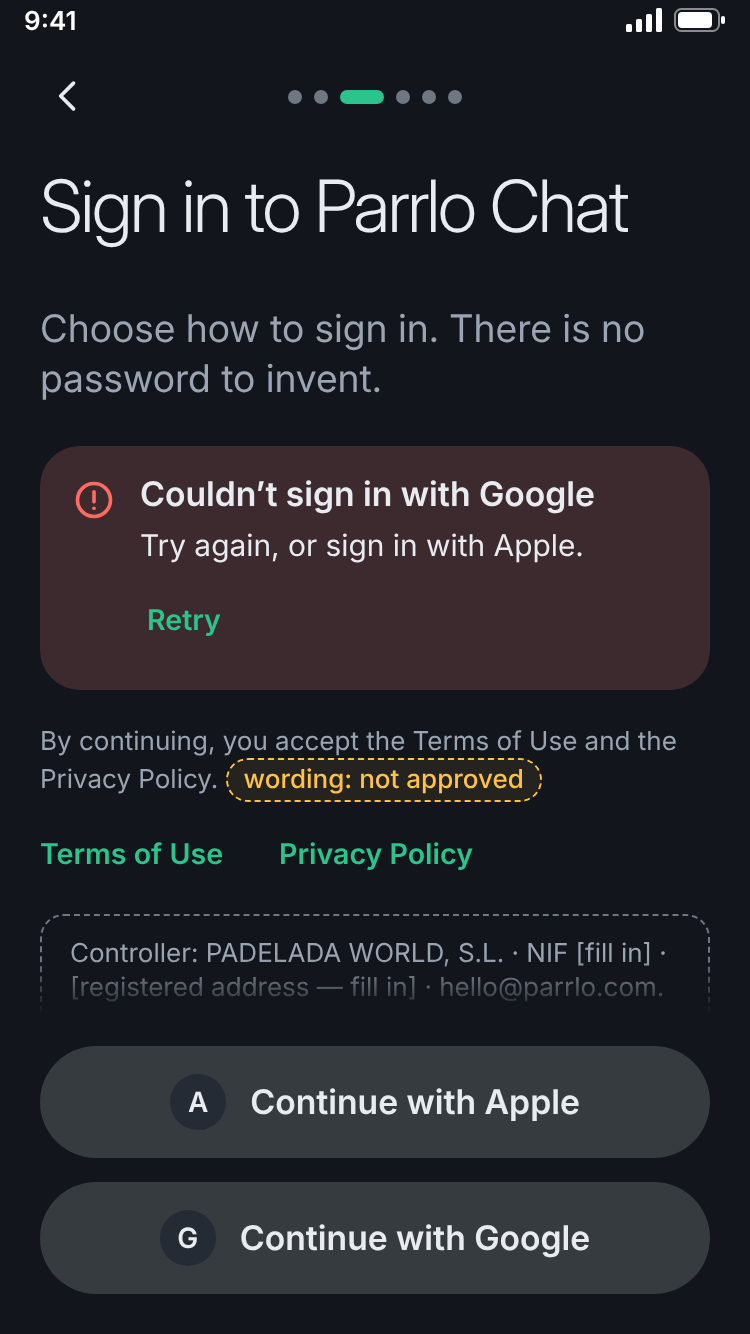 9:41
Sign in to Parrlo Chat
Choose how to sign in. There is no
password to invent.
Couldn’t sign in with Google
Try again, or sign in with Apple.
Retry
By continuing, you accept the Terms of Use and the
Privacy Policy. wording: not approved
Terms of Use Privacy Policy
Controller: PADELADA WORLD, S.L. · NIF [fill in] ·
[registered address — fill in] · hello@parrlo.com.
A Continue with Apple
G Continue with Google